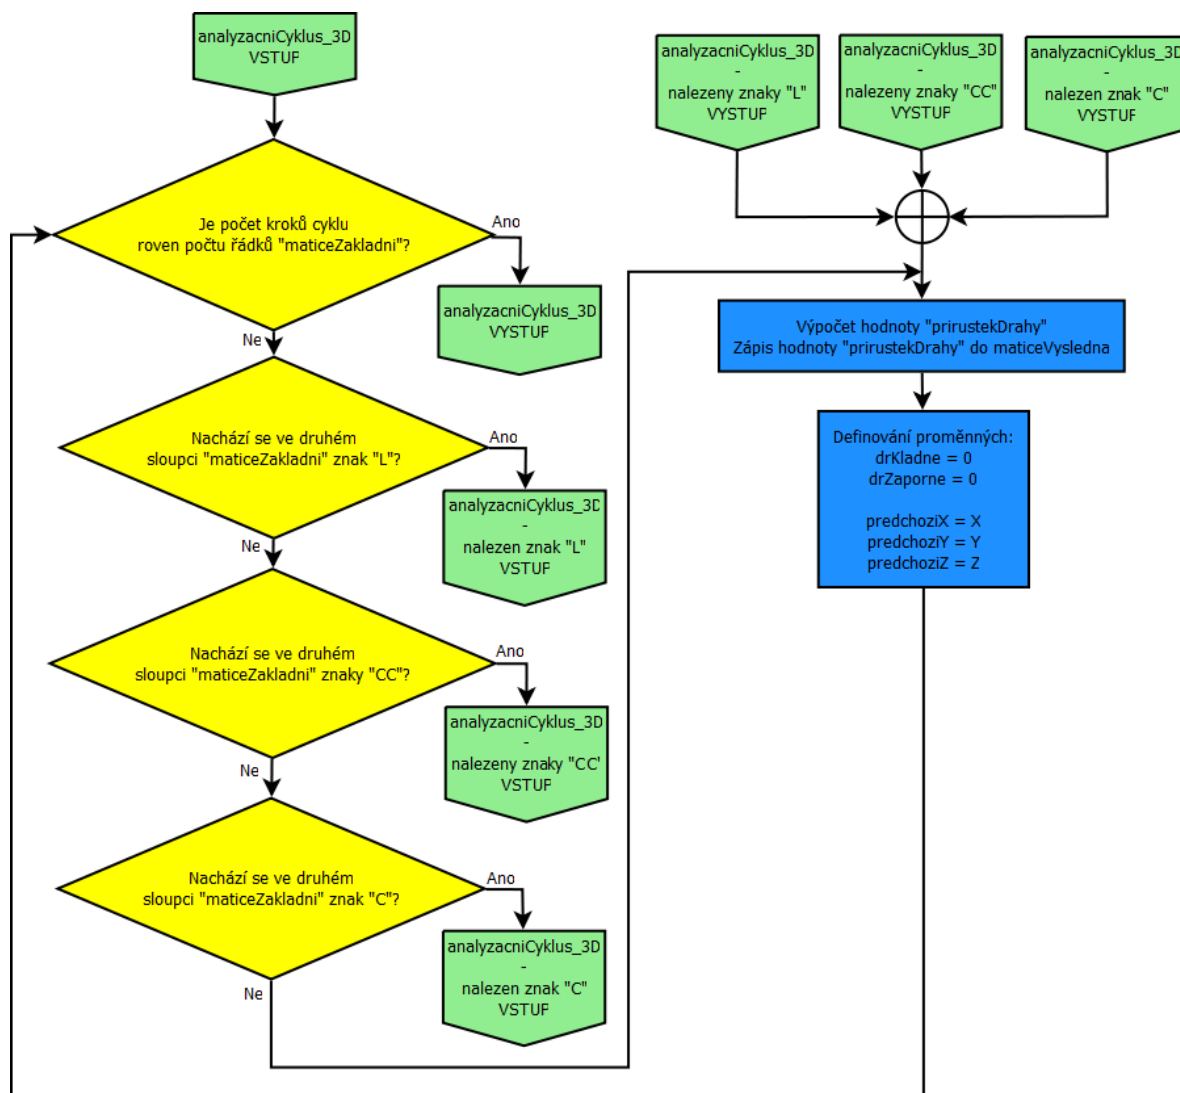 analyzacniCyklus_3D
VSTUP
Je počet kroků cyklu
roven počtu řádků "maticeZakladni"?
Ano
analyzacniCyklus_3D
VYSTUP
Ne
Nachází se ve druhém
sloupci "maticeZakladni" znak "L"?
Ano
analyzacniCyklus_3D
-
nalezen znak "L"
VSTUP
Ne
Nachází se ve druhém
sloupci "maticeZakladni" znaky "CC"?
Ano
analyzacniCyklus_3D
-
nalezeny znaky "CC"
VSTUP
Ne
Nachází se ve druhém
sloupci "maticeZakladni" znak "C"?
Ano
analyzacniCyklus_3D
-
nalezen znak "C"
VSTUP
Ne
analyzacniCyklus_3D
-
nalezeny znaky "L"
VYSTUP
analyzacniCyklus_3D
-
nalezeny znaky "CC"
VYSTUP
analyzacniCyklus_3D
-
nalezen znak "C"
VYSTUP
Výpočet hodnoty "prirustekDrahy"
Zápis hodnoty "prirustekDrahy" do maticeVysledna
Definování proměnných:
drKladne = 0
drZaporne = 0
predchoziX = X
predchoziY = Y
predchoziZ = Z